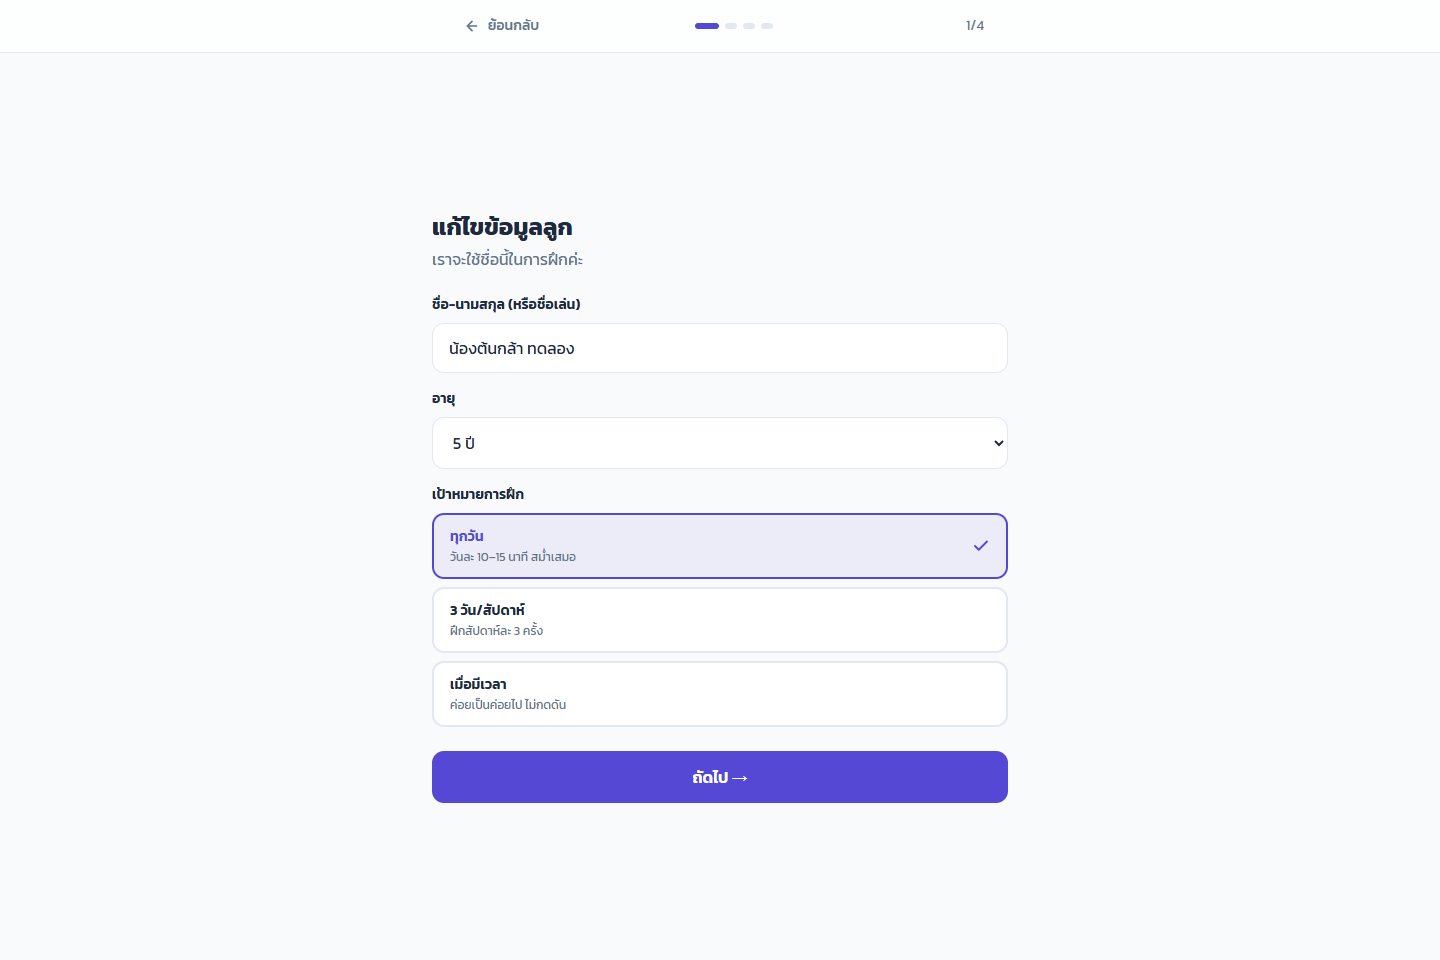 ย้อนกลับ
1/4
แก้ไขข้อมูลลูก
เราจะใช้ชื่อนี้ในการฝึกค่ะ
ชื่อ-นามสกุล (หรือชื่อเล่น)
น้องต้นกล้า ทดลอง
อายุ
5 ปี
เป้าหมายการฝึก
ทุกวัน
วันละ 10–15 นาที สม่ำเสมอ
3 วัน/สัปดาห์
ฝึกสัปดาห์ละ 3 ครั้ง
เมื่อมีเวลา
ค่อยเป็นค่อยไป ไม่กดดัน
ถัดไป →